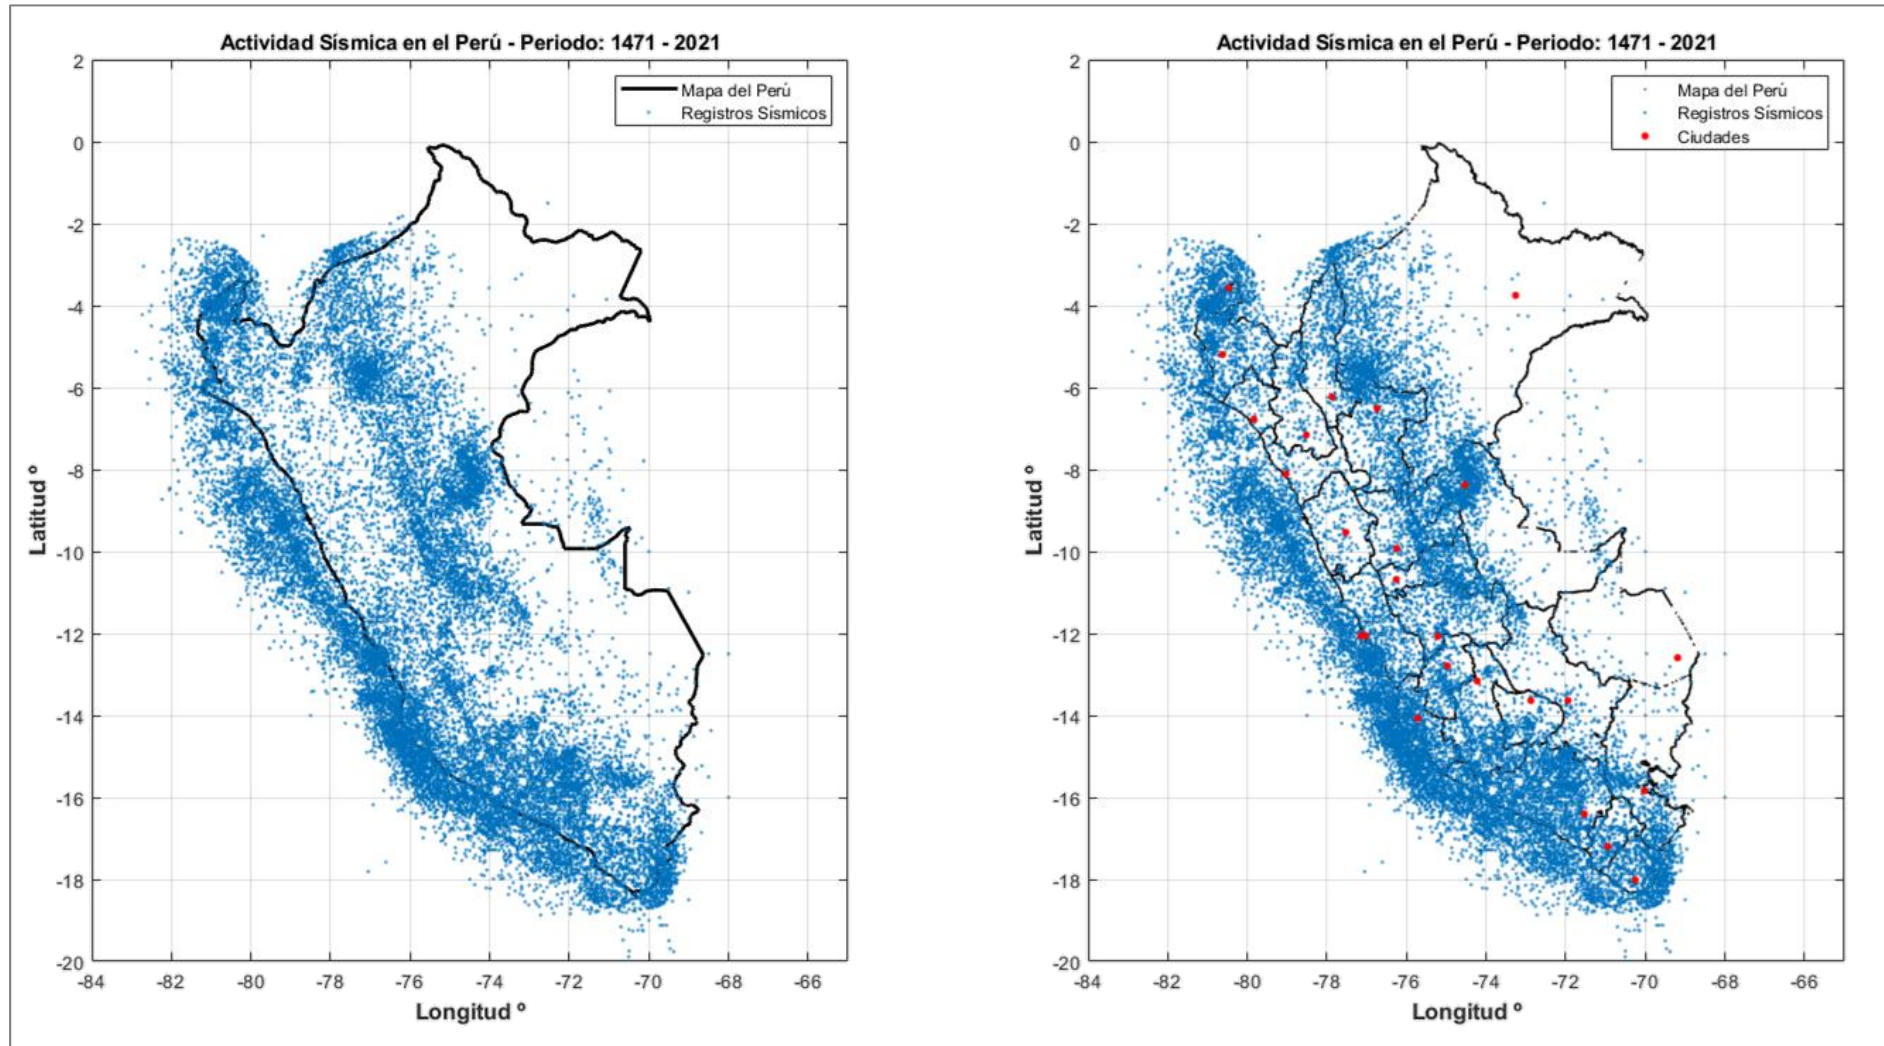 Actividad Sísmica en el Perú - Periodo: 1471 - 2021
Mapa del Perú
Registros Sísmicos
2
0
-2
-4
-6
-8
-10
-12
-14
-16
-18
-20
Latitud º
-84 -82 -80 -78 -76 -74 -72 -70 -68 -66
Longitud º
Actividad Sísmica en el Perú - Periodo: 1471 - 2021
Mapa del Perú
Registros Sísmicos
Ciudades
2
0
-2
-4
-6
-8
-10
-12
-14
-16
-18
-20
Latitud º
-84 -82 -80 -78 -76 -74 -72 -70 -68 -66
Longitud º